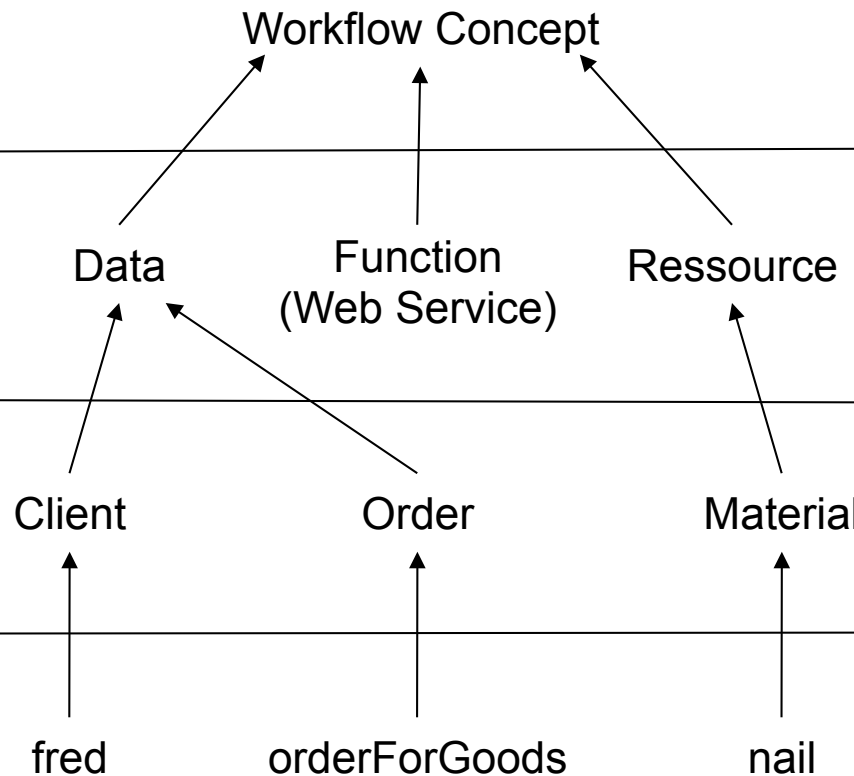 Workflow Concept
Data
Function
(Web Service)
Ressource
Client
Order
Material
fred
orderForGoods
nail